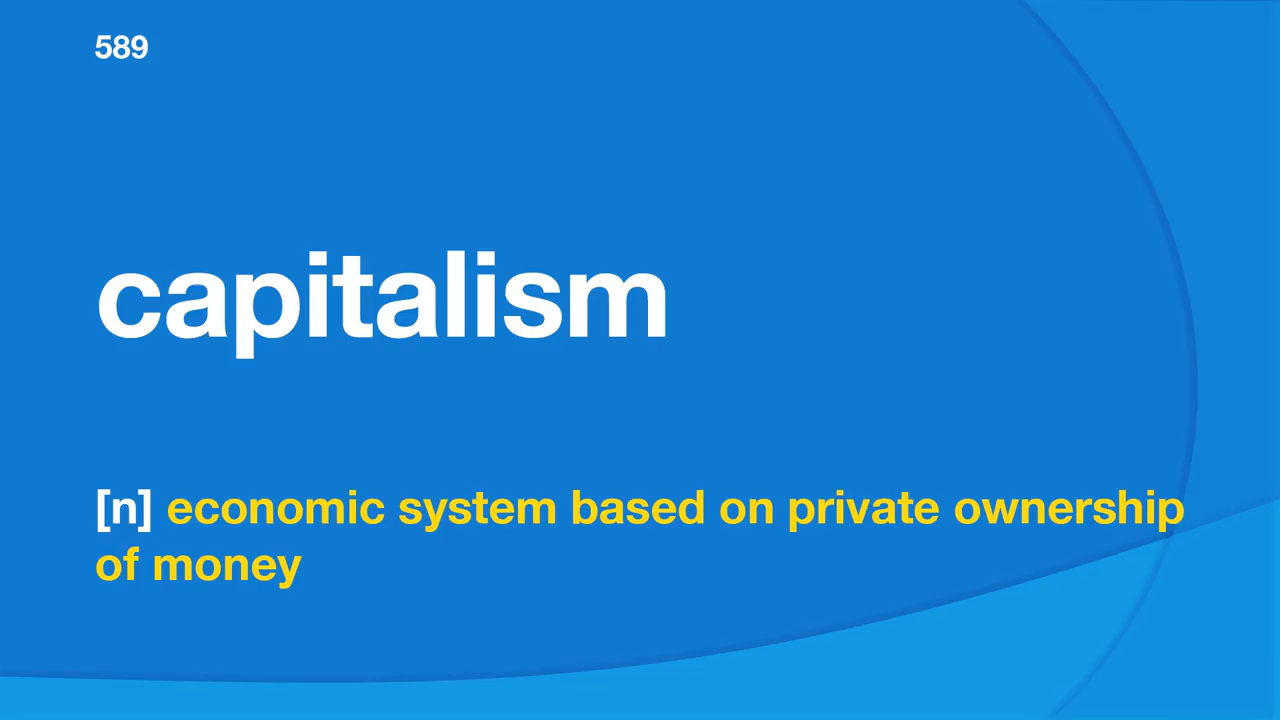 589
capitalism
[n] economic system based on private ownership
of money